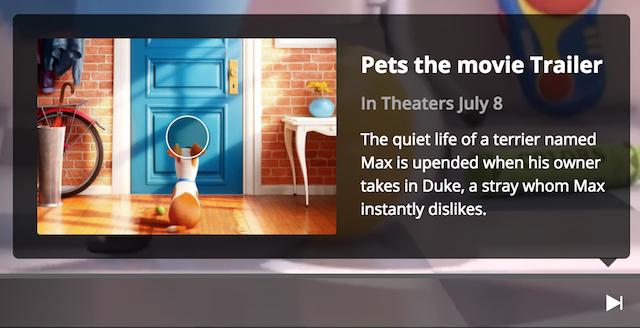 Pets the movie Trailer
In Theaters July 8
The quiet life of a terrier named
Max is upended when his owner
takes in Duke, a stray whom Max
instantly dislikes.